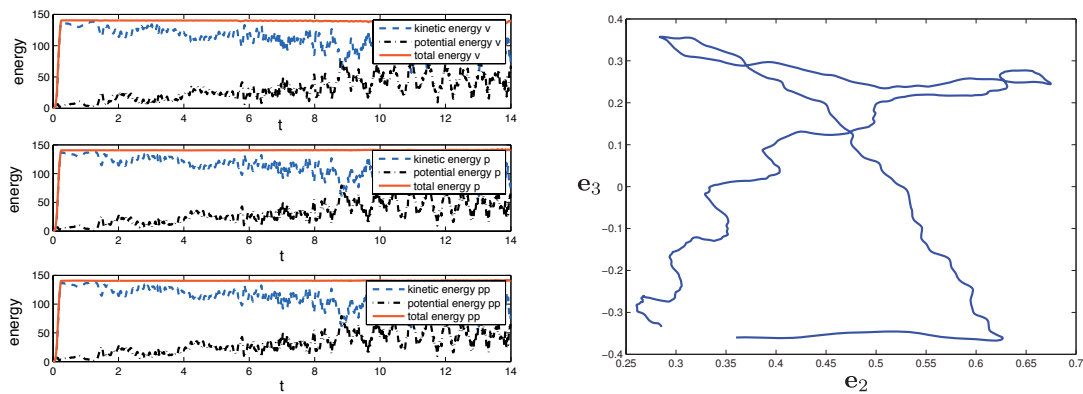 150
100
50
0
energy
kinetic energy v
potential energy v
total energy v
0 2 4 6 8 10 12 14
t
150
100
50
0
energy
kinetic energy p
potential energy p
total energy p
0 2 4 6 8 10 12 14
t
150
100
50
0
energy
kinetic energy pp
potential energy pp
total energy pp
0 2 4 6 8 10 12 14
t
0.4
0.3
0.2
0.1
0
−0.1
−0.2
−0.3
−0.4
e3
0.25 0.3 0.35 0.4 0.45 0.5 0.55 0.6 0.65 0.7
e2